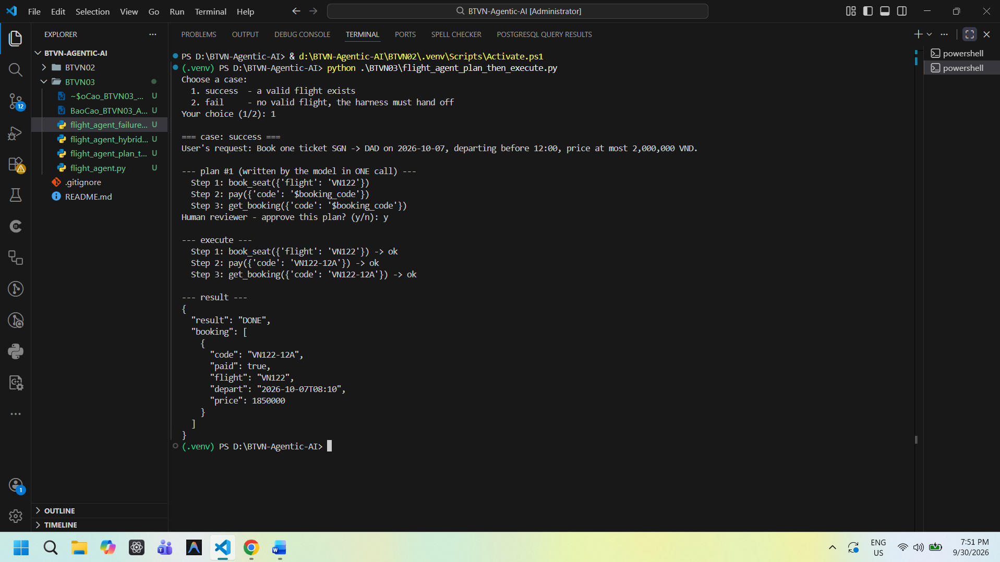 File Edit Selection View Go Run Terminal Help
BTVN-Agentic-AI [Administrator]
EXPLORER
BTVN-AGENTIC-AI
BTVN02
BTVN03
~$oCao_BTVN03_... U
BaoCao_BTVN03_A... U
flight_agent_failure... U
flight_agent_hybrid... U
flight_agent_plan_t... U
flight_agent.py U
.gitignore
README.md
OUTLINE
TIMELINE
12
1
PROBLEMS OUTPUT DEBUG CONSOLE TERMINAL PORTS SPELL CHECKER POSTGRESQL QUERY RESULTS
PS D:\BTVN-Agentic-AI> & d:\BTVN-Agentic-AI\BTVN02\.venv\Scripts\Activate.ps1
(.venv) PS D:\BTVN-Agentic-AI> python .\BTVN03\flight_agent_plan_then_execute.py
Choose a case:
1. success - a valid flight exists
2. fail - no valid flight, the harness must hand off
Your choice (1/2): 1
=== case: success ===
User's request: Book one ticket SGN -> DAD on 2026-10-07, departing before 12:00, price at most 2,000,000 VND.
--- plan #1 (written by the model in ONE call) ---
Step 1: book_seat({'flight': 'VN122'})
Step 2: pay({'code': '$booking_code'})
Step 3: get_booking({'code': '$booking_code'})
Human reviewer - approve this plan? (y/n): y
--- execute ---
Step 1: book_seat({'flight': 'VN122'}) -> ok
Step 2: pay({'code': 'VN122-12A'}) -> ok
Step 3: get_booking({'code': 'VN122-12A'}) -> ok
--- result ---
{
"result": "DONE",
"booking": [
{
"code": "VN122-12A",
"paid": true,
"flight": "VN122",
"depart": "2026-10-07T08:10",
"price": 1850000
}
]
}
(.venv) PS D:\BTVN-Agentic-AI>
powershell
powershell
ENG
US
7:51 PM
9/30/2026